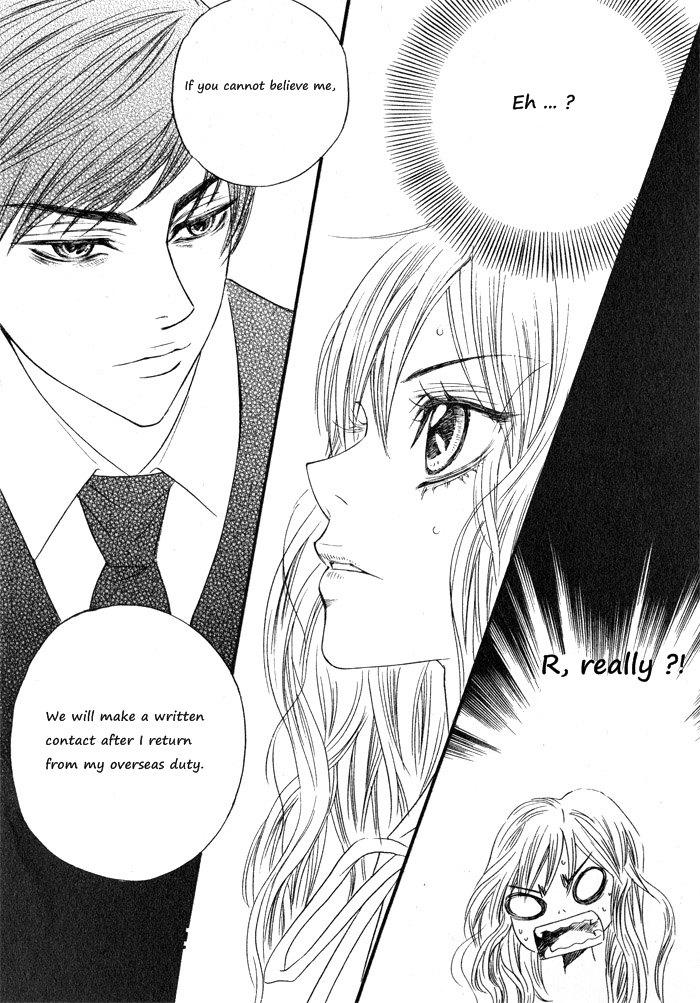 If you cannot believe me,
We will make a written
contact after I return
from my overseas duty.
Eh ... ?
R, really ?!